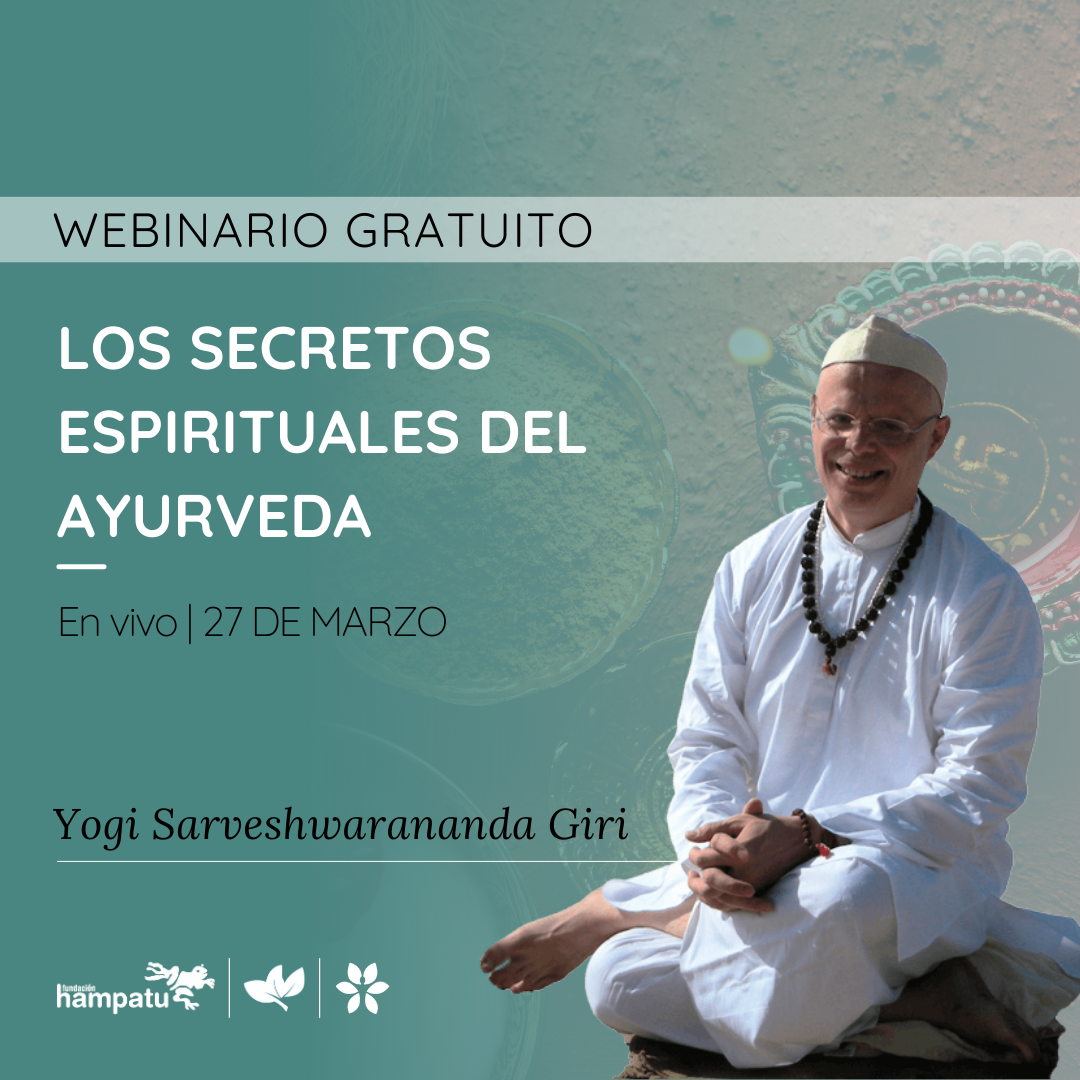 WEBINARIO GRATUITO
LOS SECRETOS
ESPIRITUALES DEL
AYURVEDA
En vivo | 27 DE MARZO
Yogi Sarveshwarananda Giri
fundación
hampatu